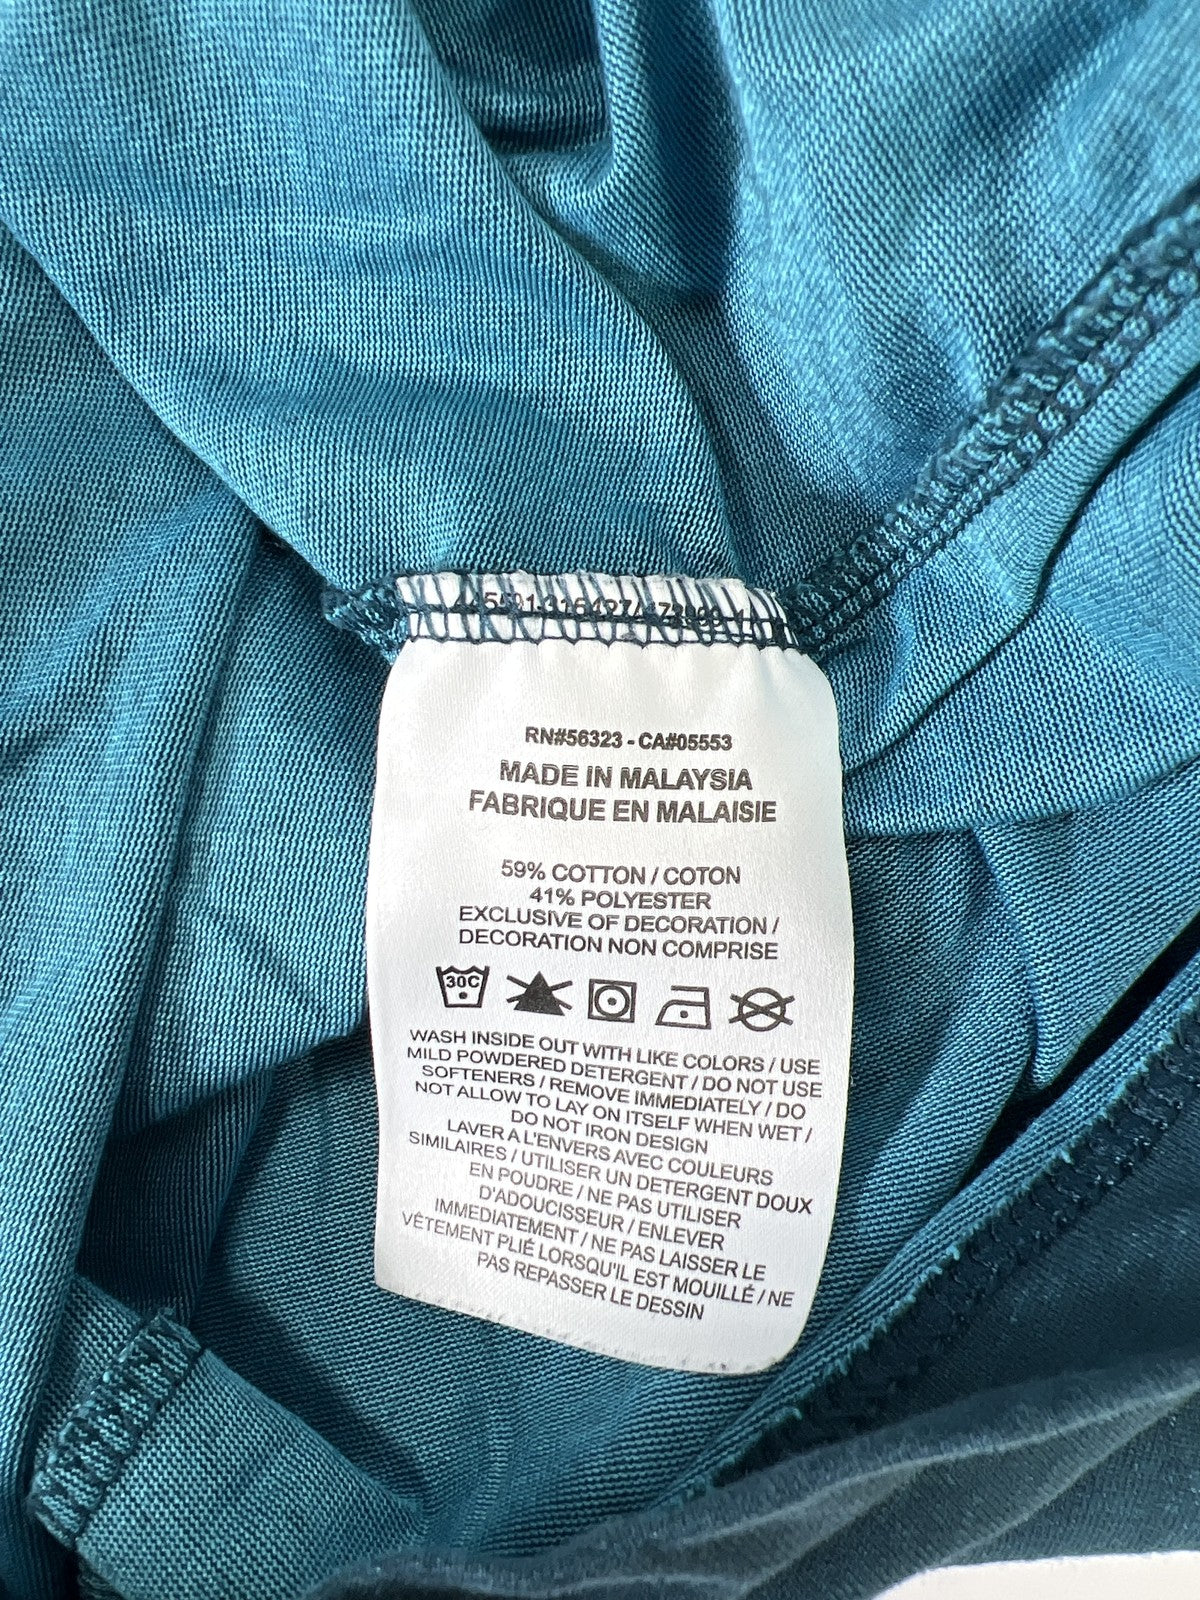 RN#56323 - CA#05553
MADE IN MALAYSIA
FABRIQUE EN MALAISIE
59% COTTON / COTON
41% POLYESTER
EXCLUSIVE OF DECORATION /
DECORATION NON COMPRISE
30C
WASH INSIDE OUT WITH LIKE COLORS / USE
MILD POWDERED DETERGENT / DO NOT USE
SOFTENERS / REMOVE IMMEDIATELY / DO
NOT ALLOW TO LAY ON ITSELF WHEN WET /
DO NOT IRON DESIGN
LAVER A L'ENVERS AVEC COULEURS
SIMILAIRES / UTILISER UN DETERGENT DOUX
EN POUDRE / NE PAS UTILISER
D'ADOUCISSEUR / ENLEVER
IMMEDIATEMENT / NE PAS LAISSER LE
VÊTEMENT PLIÉ LORSQU'IL EST MOUILLÉ / NE
PAS REPASSER LE DESSIN